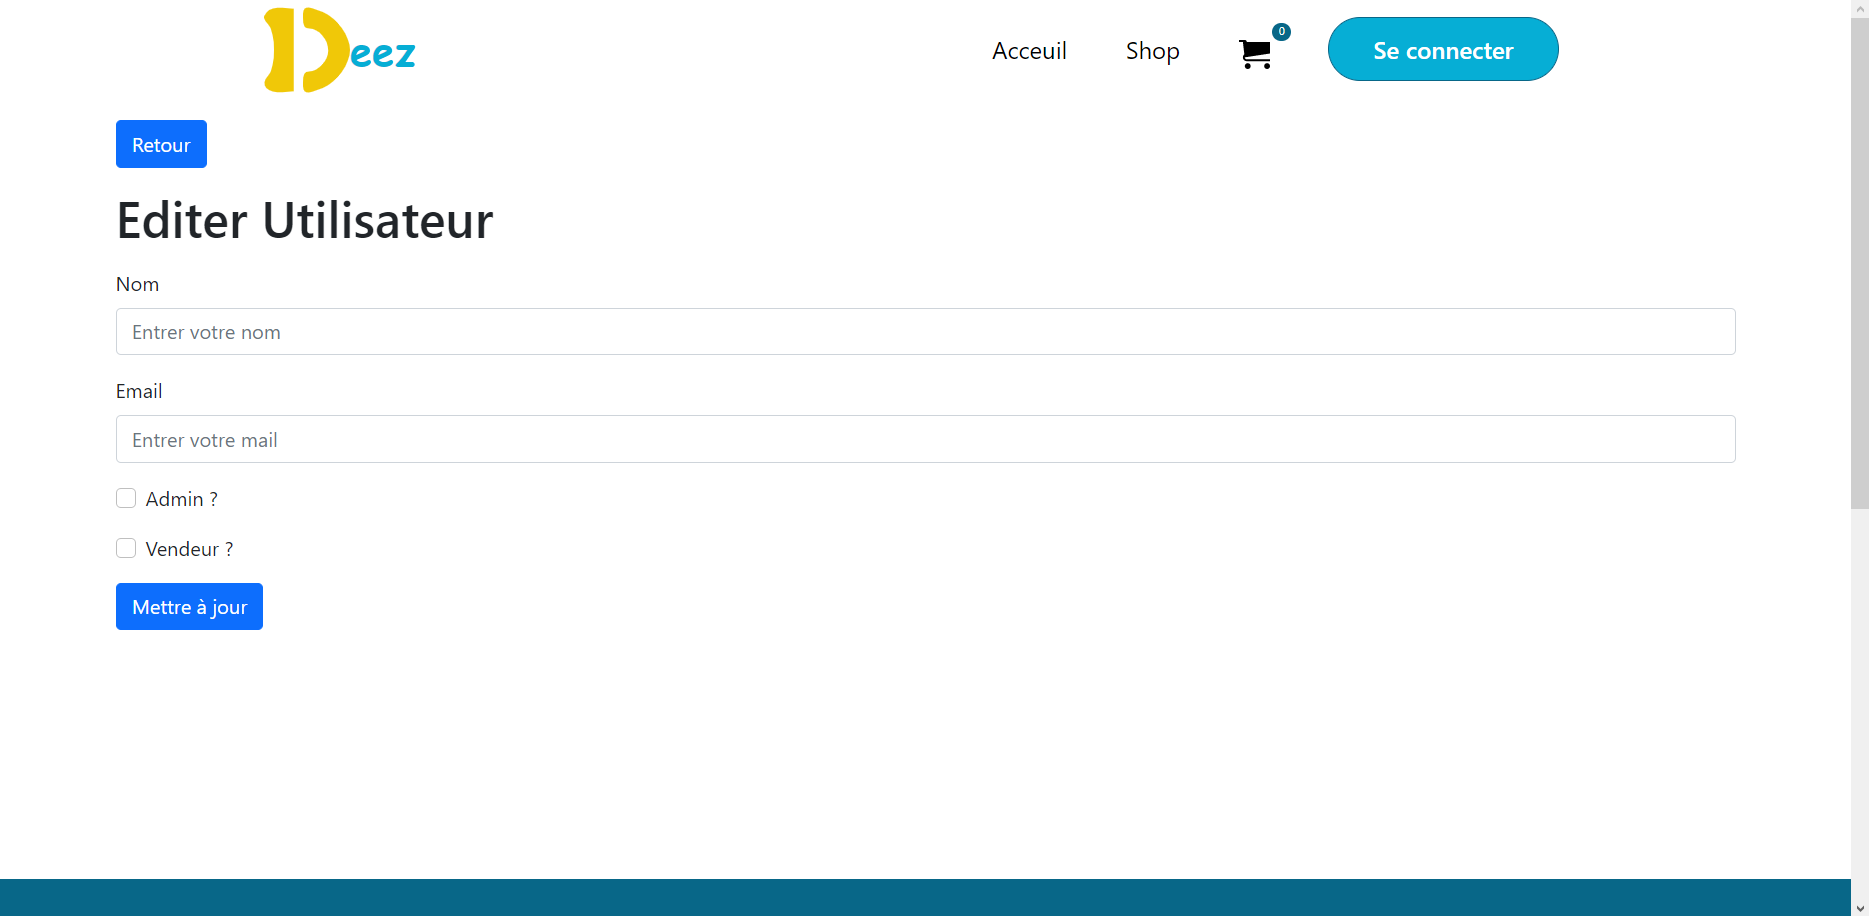 Deez
Acceuil
Shop
0
Se connecter
Retour
Editer Utilisateur
Nom
Entrer votre nom
Email
Entrer votre mail
Admin ?
Vendeur ?
Mettre à jour